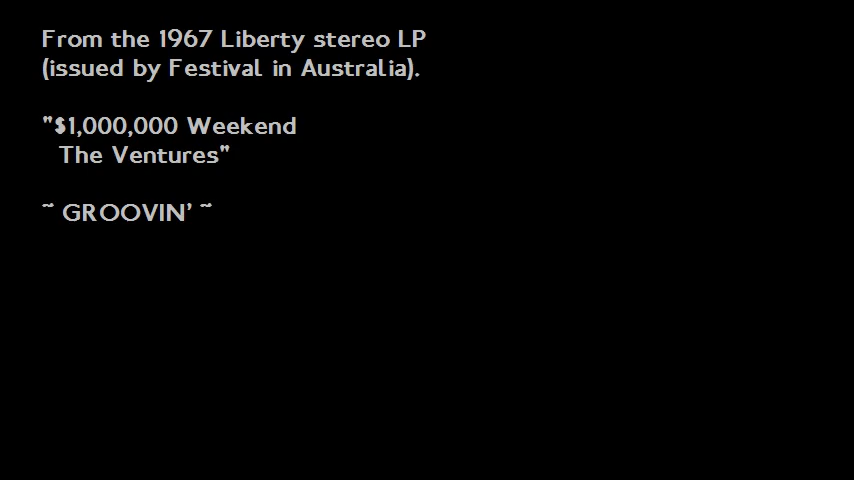 From the 1967 Liberty stereo LP
(issued by Festival in Australia).
"$1,000,000 Weekend
The Ventures"
~ GROOVIN' ~